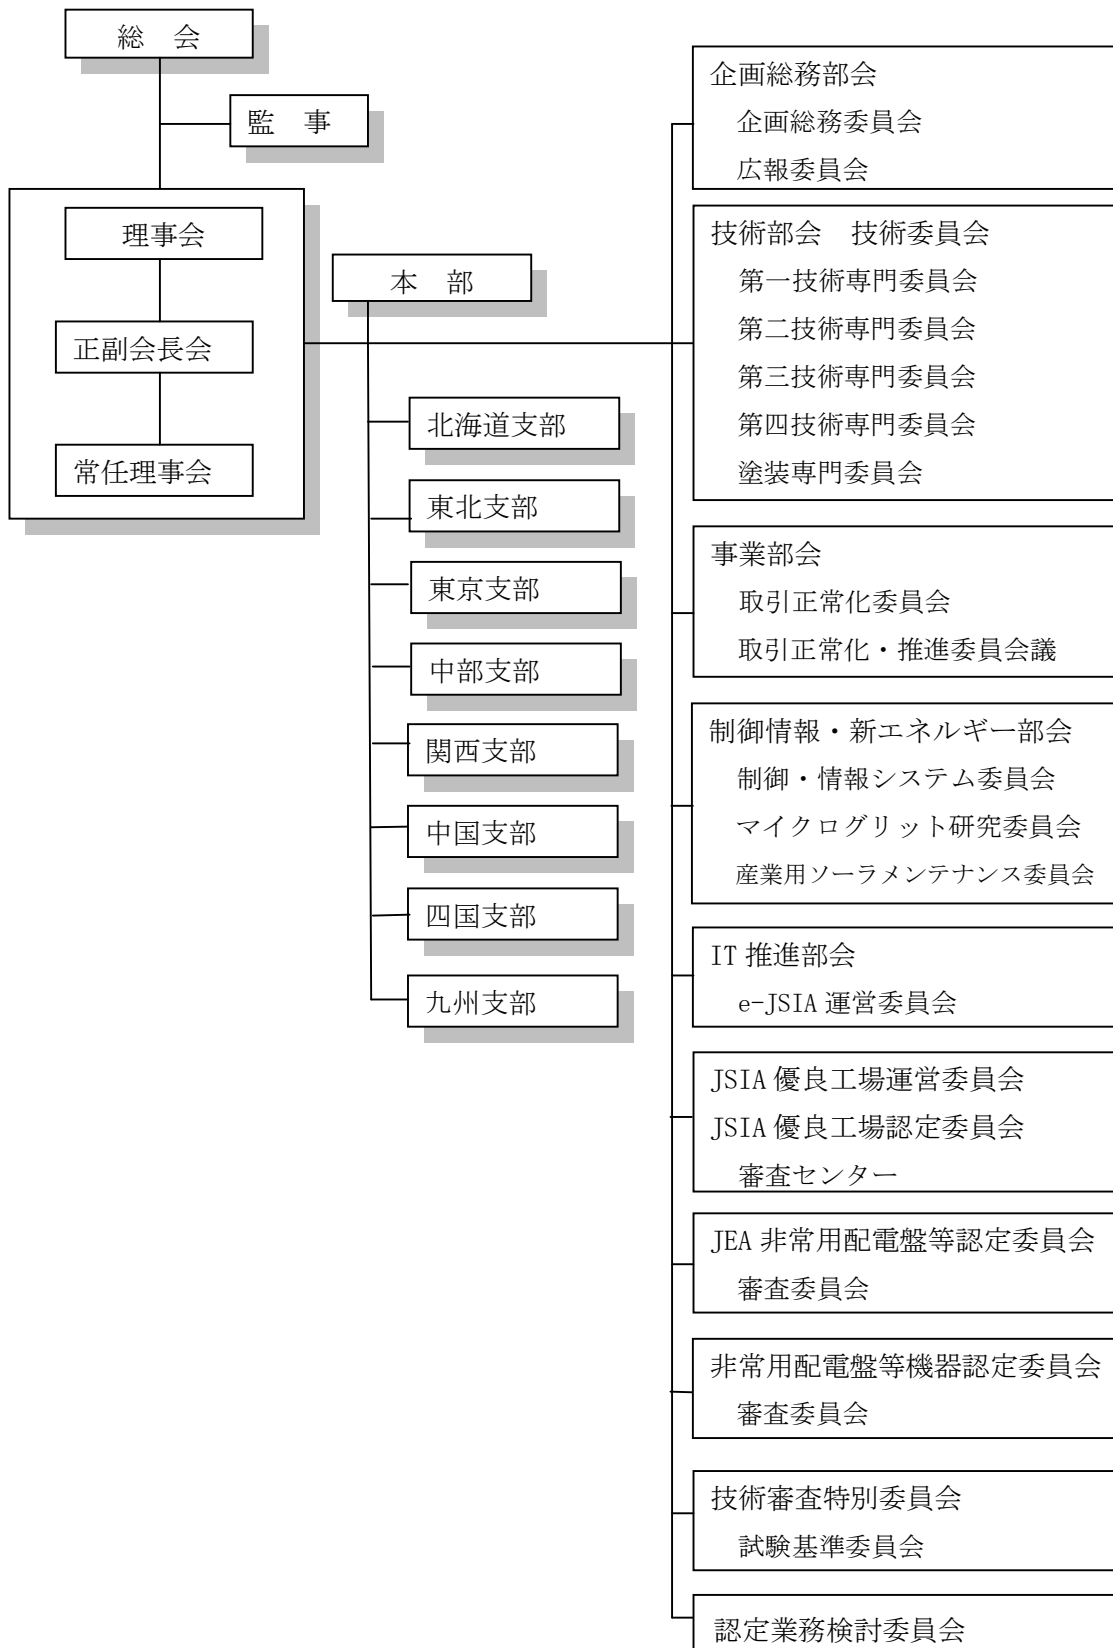 総　会
監　事
理事会
正副会長会
常任理事会
本　部
北海道支部
東北支部
東京支部
中部支部
関西支部
中国支部
四国支部
九州支部
企画総務部会
企画総務委員会
広報委員会
技術部会　技術委員会
第一技術専門委員会
第二技術専門委員会
第三技術専門委員会
第四技術専門委員会
塗装専門委員会
事業部会
取引正常化委員会
取引正常化・推進委員会議
制御情報・新エネルギー部会
制御・情報システム委員会
マイクログリット研究委員会
産業用ソーラメンテナンス委員会
IT 推進部会
e-JSIA 運営委員会
JSIA 優良工場運営委員会
JSIA 優良工場認定委員会
審査センター
JEA 非常用配電盤等認定委員会
審査委員会
非常用配電盤等機器認定委員会
審査委員会
技術審査特別委員会
試験基準委員会
認定業務検討委員会